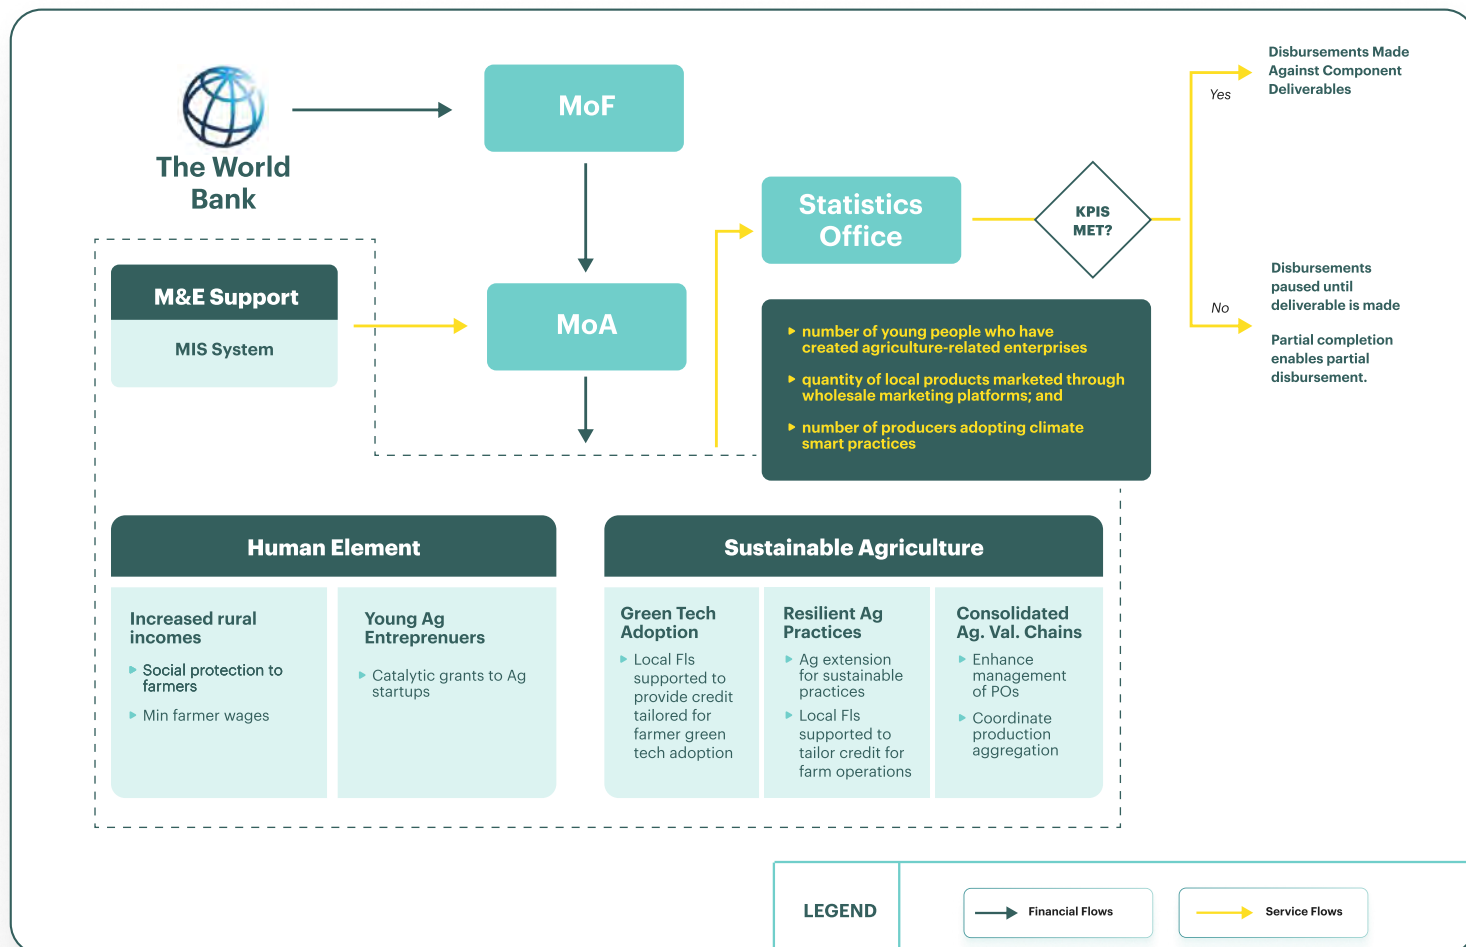 The World
Bank
MoF
MoA
M&E Support
MIS System
Statistics
Office
KPIS
MET?
Yes
Disbursements Made
Against Component
Deliverables
No
Disbursements
paused until
deliverable is made
Partial completion
enables partial
disbursement.
number of young people who have
created agriculture-related enterprises
quantity of local products marketed through
wholesale marketing platforms; and
number of producers adopting climate
smart practices
Human Element
Increased rural
incomes
Social protection to
farmers
Min farmer wages
Young Ag
Entreprenuers
Catalytic grants to Ag
startups
Sustainable Agriculture
Green Tech
Adoption
Local FIs
supported to
provide credit
tailored for
farmer green
tech adoption
Resilient Ag
Practices
Ag extension
for sustainable
practices
Local FIs
supported to
tailor credit for
farm operations
Consolidated
Ag. Val. Chains
Enhance
management
of POs
Coordinate
production
aggregation
LEGEND
Financial Flows
Service Flows